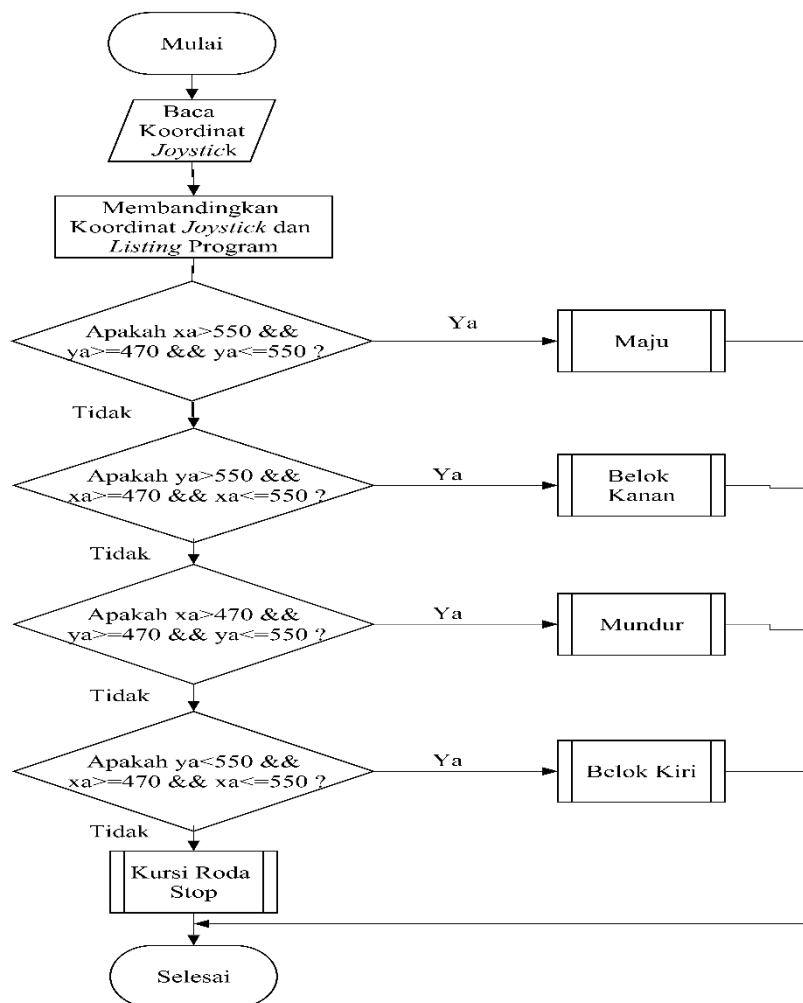 Mulai
Baca
Koordinat
Joystick
Membandingkan
Koordinat Joystick dan
Listing Program
Apakah xa>550 &&
ya>=470 && ya<=550 ?
Ya
Maju
Tidak
Apakah ya>550 &&
xa>=470 && xa<=550 ?
Ya
Belok
Kanan
Tidak
Apakah xa>470 &&
ya>=470 && ya<=550 ?
Ya
Mundur
Tidak
Apakah ya<550 &&
xa>=470 && xa<=550 ?
Ya
Belok Kiri
Tidak
Kursi Roda
Stop
Selesai